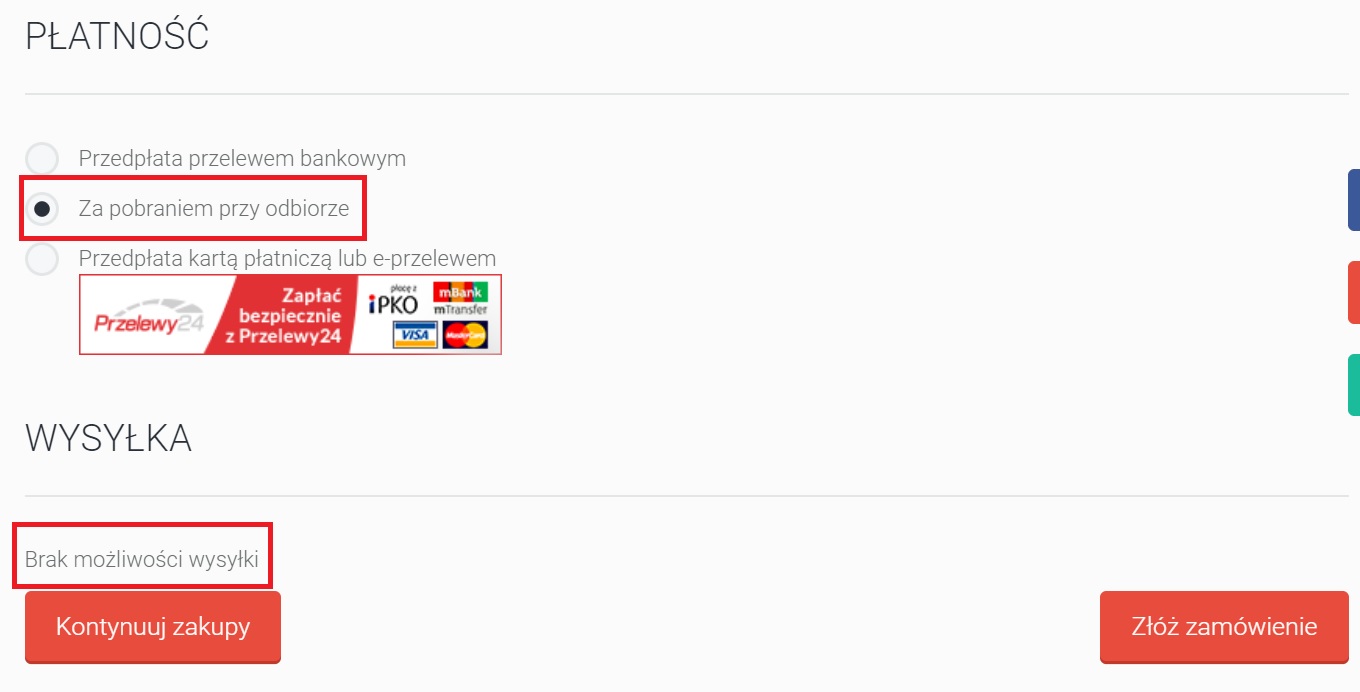 PŁATNOŚĆ
Przedpłata przelewem bankowym
Za pobraniem przy odbiorze
Przedpłata kartą płatniczą lub e-przelewem
Przelewy24
Zapłać
bezpiecznie
z Przelewy24
płacę z
iPKO
mBank
mTransfer
VISA
MasterCard
WYSYŁKA
Brak możliwości wysyłki
Kontynuuj zakupy
Złóż zamówienie